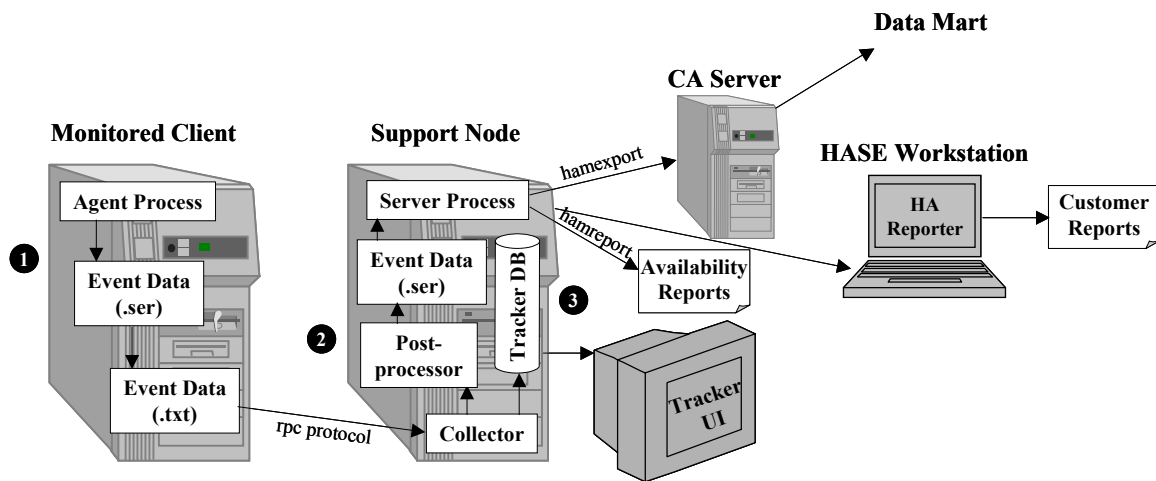 Data Mart
CA Server
Monitored Client
Support Node
HASE Workstation
hamexport
Agent Process
Server Process
HA
Reporter
Customer
Reports
hamreport
1
Event Data
(.ser)
Event Data
(.ser)
Tracker DB
Availability
Reports
3
2
Post-
processor
Event Data
(.txt)
rpc protocol
Collector
Tracker
UI